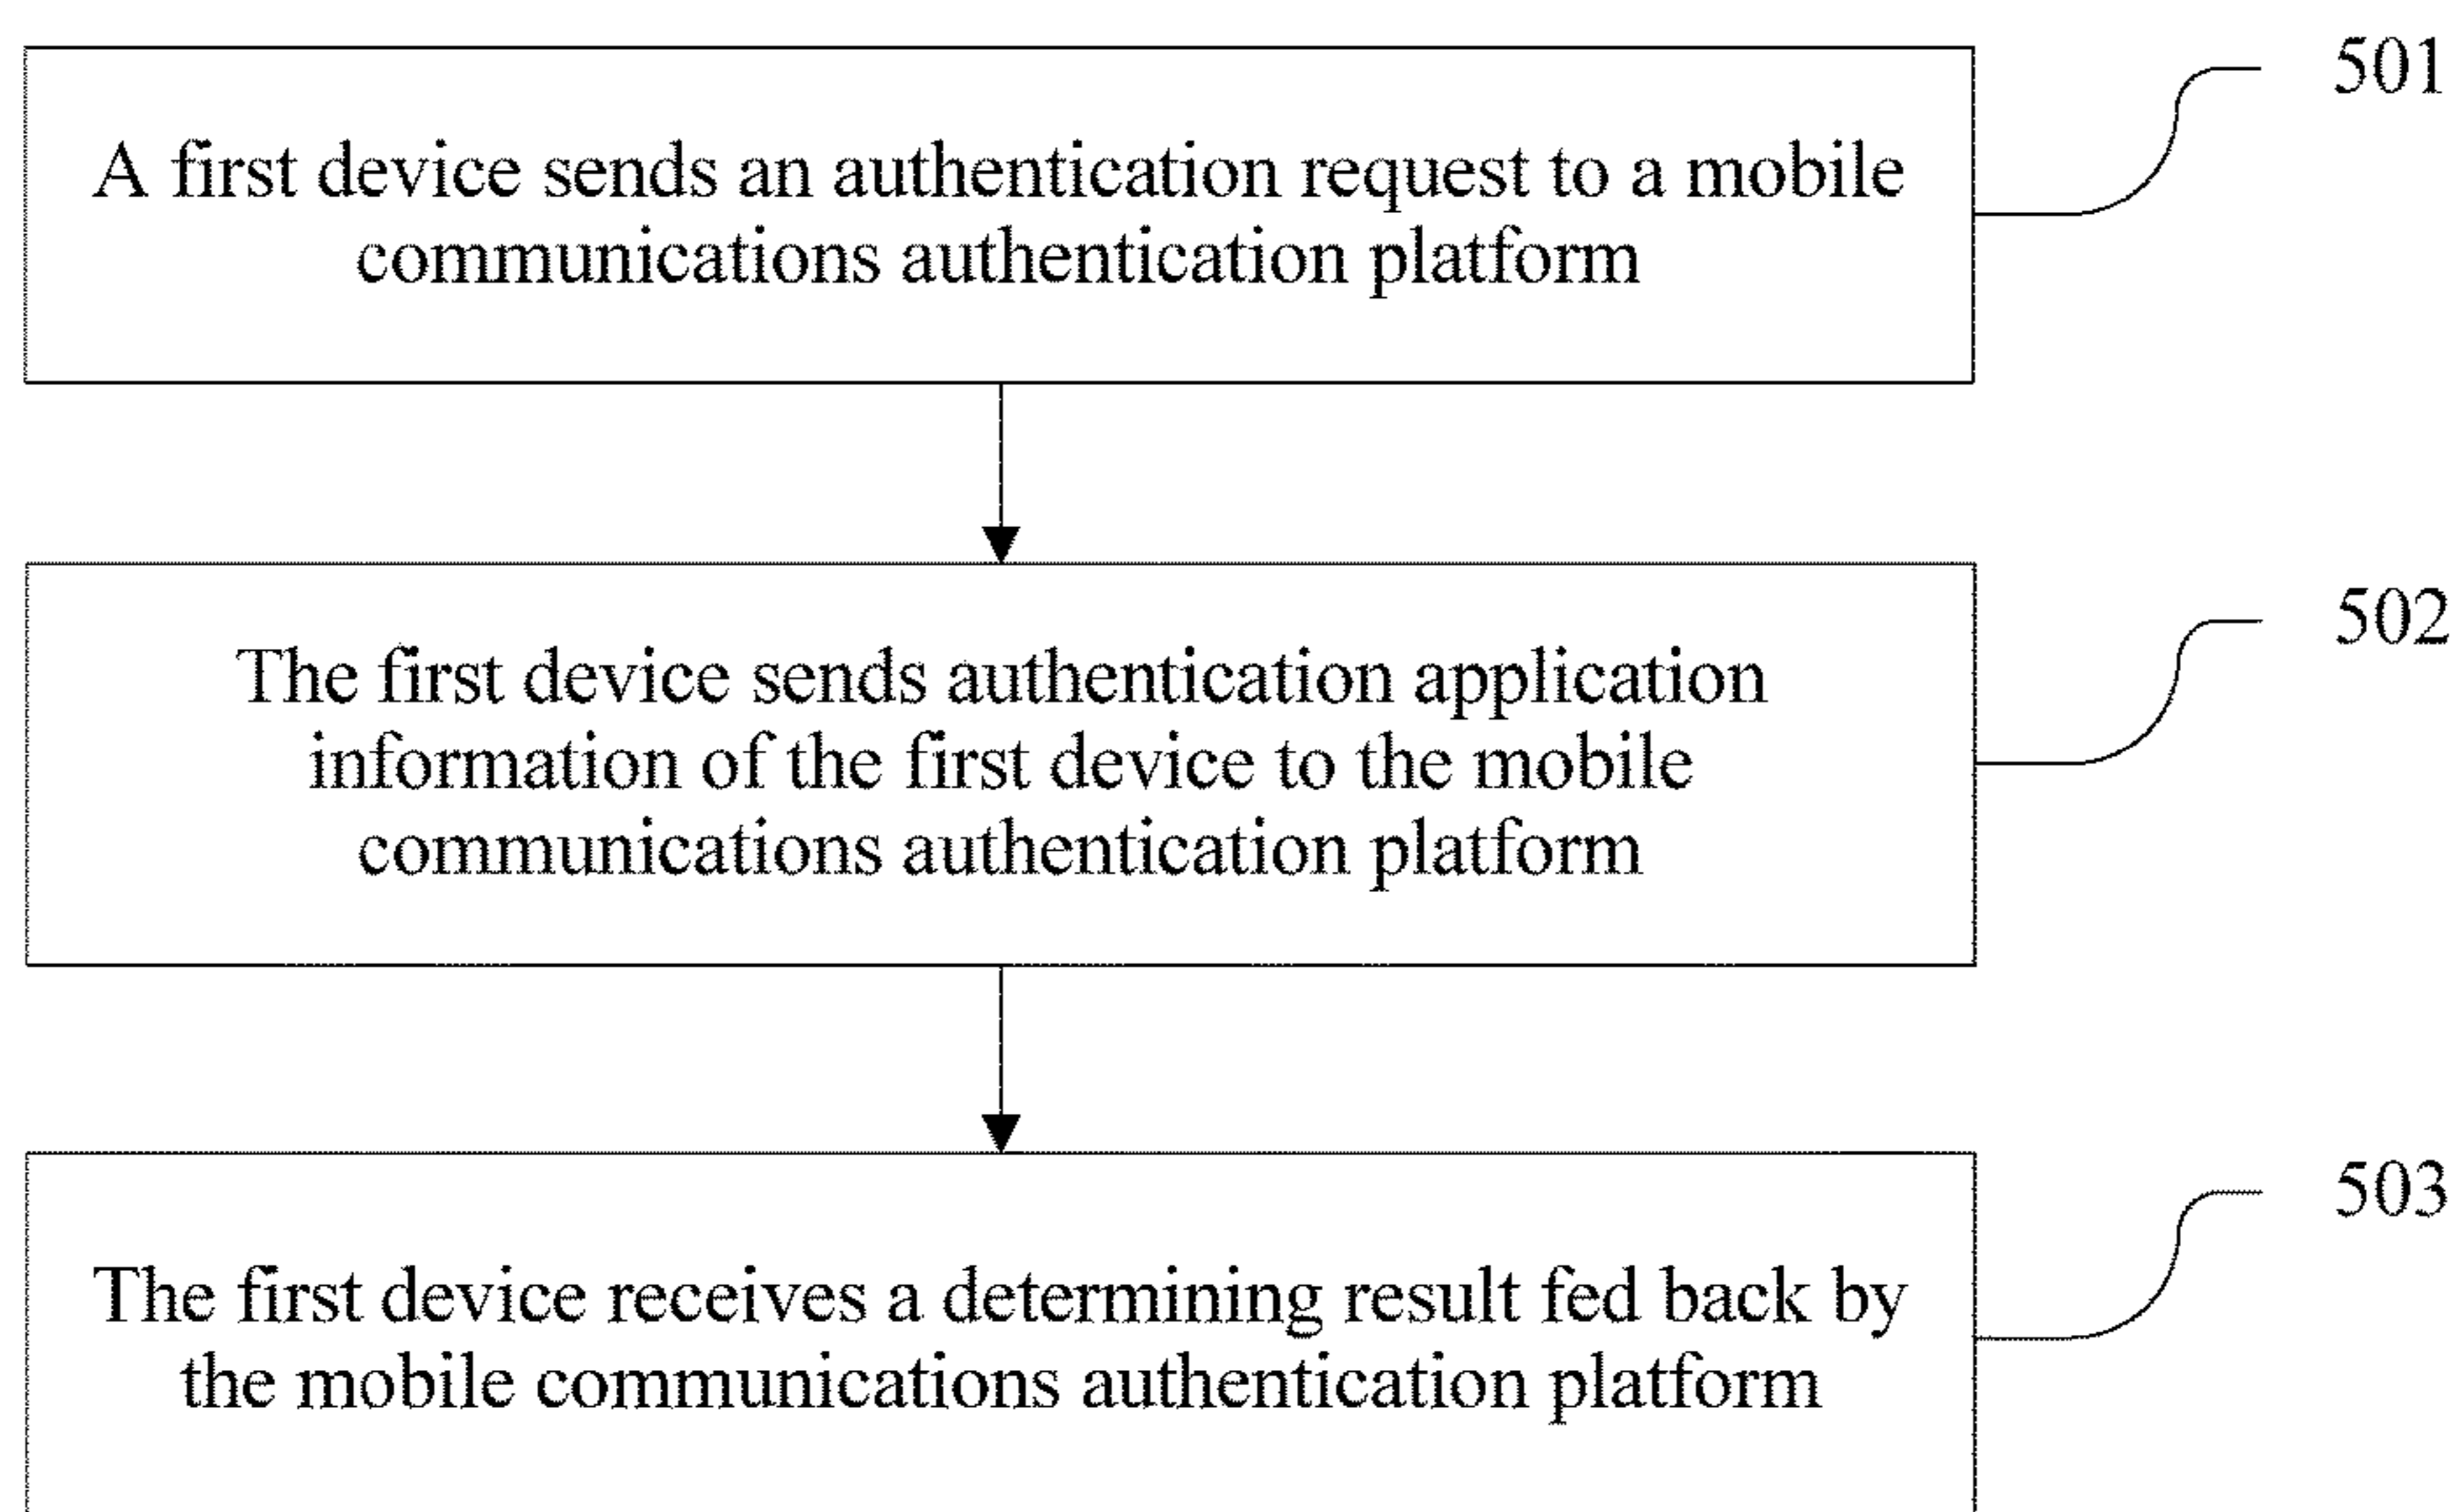 501
A first device sends an authentication request to a mobile
communications authentication platform
502
The first device sends authentication application
information of the first device to the mobile
communications authentication platform
503
The first device receives a determining result fed back by
the mobile communications authentication platform